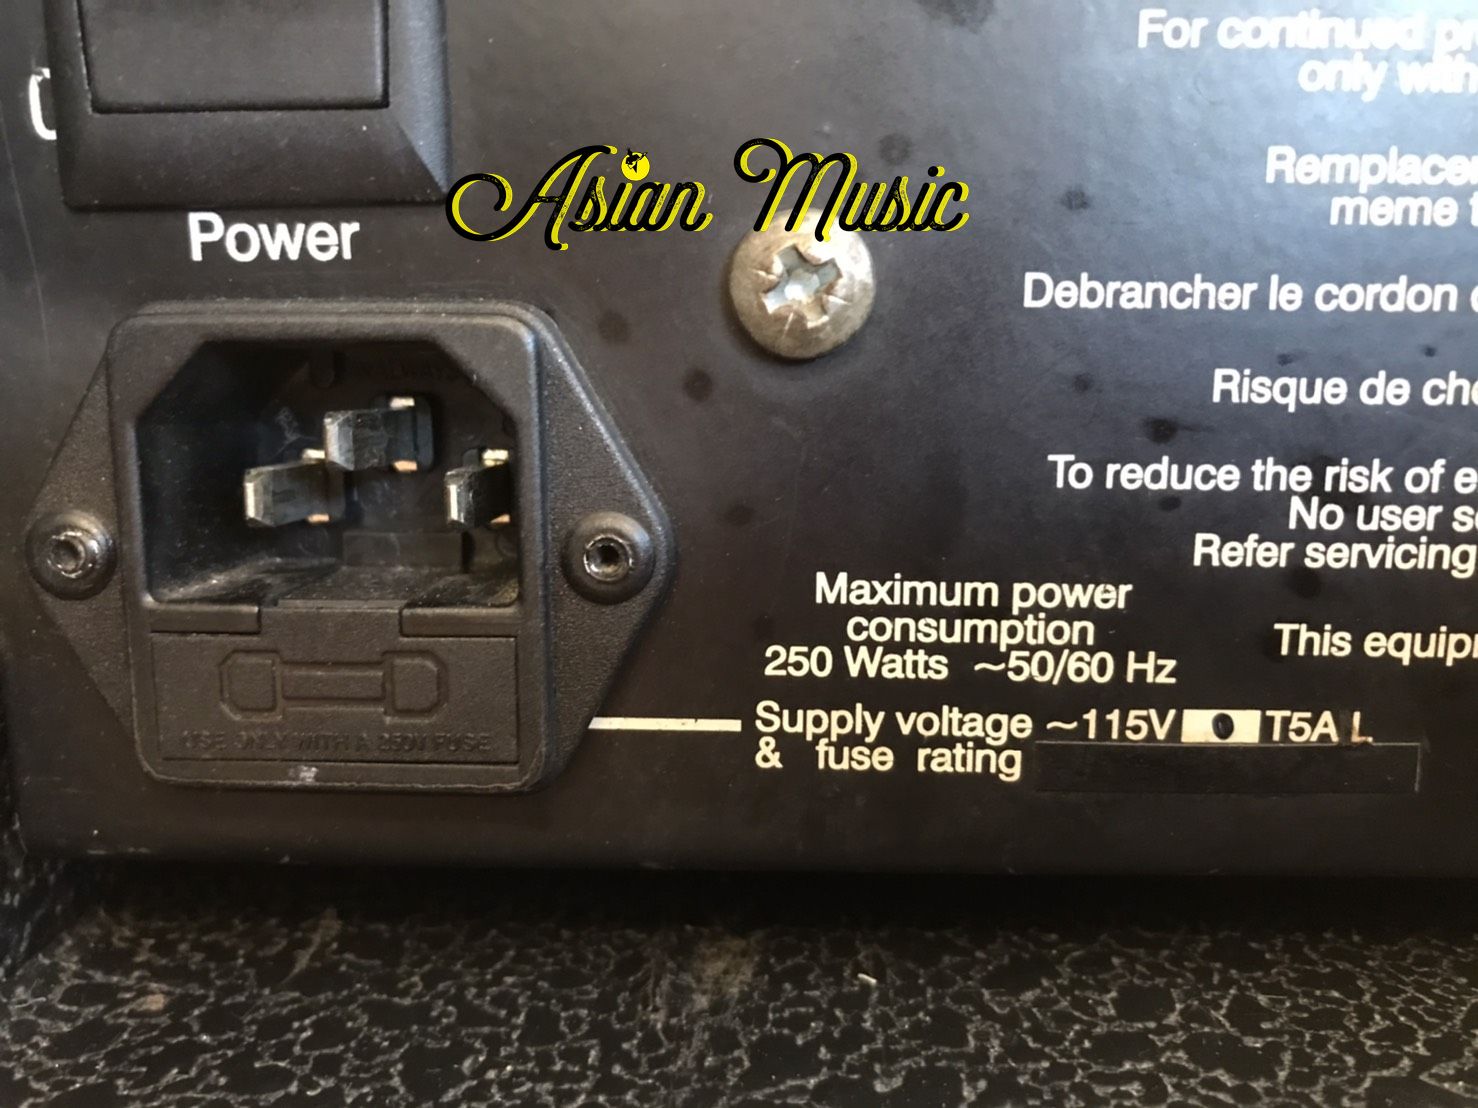 For continued
only with
Remplacer
meme
Asian Music
Power
Debrancher le cordon
Risque de
To reduce the risk of
No user
Refer servicing
Maximum power
consumption
250 Watts ~50/60 Hz
This
Supply voltage ~115V T5A L
& fuse rating
USE ONLY WITH A 250V FUSE